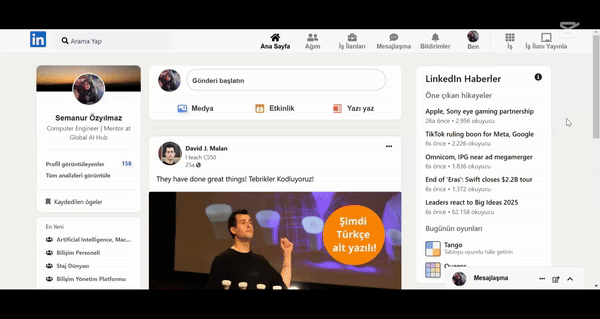 in
Arama Yap
Ana Sayfa
Ağım
İş İlanları
Mesajlaşma
Bildirimler
Ben
İş
İş İlanı Yayınla
Semanur Özyılmaz
Computer Engineer | Mentor at
Global AI Hub
Profil görüntüleyenler 158
Tüm analizleri görüntüle
Kaydedilen ögeler
En Yeni
Artificial Intelligence, Mac...
Bilişim Personeli
Staj Dünyası
Bilişim Yönetim Platformu
Gönderi başlatın
Medya
Etkinlik
Yazı yaz
David J. Malan
I teach CS50
25a
They have done great things! Tebrikler Kodluyoruz!
Şimdi
Türkçe
alt yazılı!
LinkedIn Haberler
Öne çıkan hikayeler
Apple, Sony eye gaming partnership
26a önce • 2.956 okuyucu
TikTok ruling boon for Meta, Google
6s önce • 2.226 okuyucu
Omnicom, IPG near ad megamerger
6s önce • 1.836 okuyucu
End of 'Eras': Swift closes $2.2B tour
6s önce • 1.372 okuyucu
Leaders react to Big Ideas 2025
6s önce • 62.158 okuyucu
Bugünün oyunları
Tango
Tabloyu uyumlu hâle getirin
Mesajlaşma